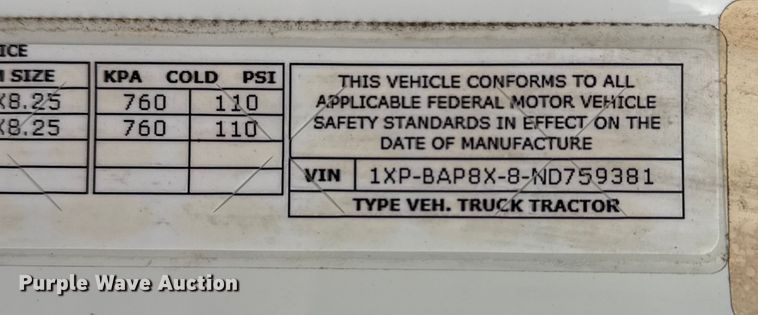 ICE
SIZE
KPA COLD PSI
X8.25 760 110
X8.25 760 110
THIS VEHICLE CONFORMS TO ALL
APPLICABLE FEDERAL MOTOR VEHICLE
SAFETY STANDARDS IN EFFECT ON THE
DATE OF MANUFACTURE
VIN 1XP-BAP8X-8-ND759381
TYPE VEH. TRUCK TRACTOR
Purple Wave Auction